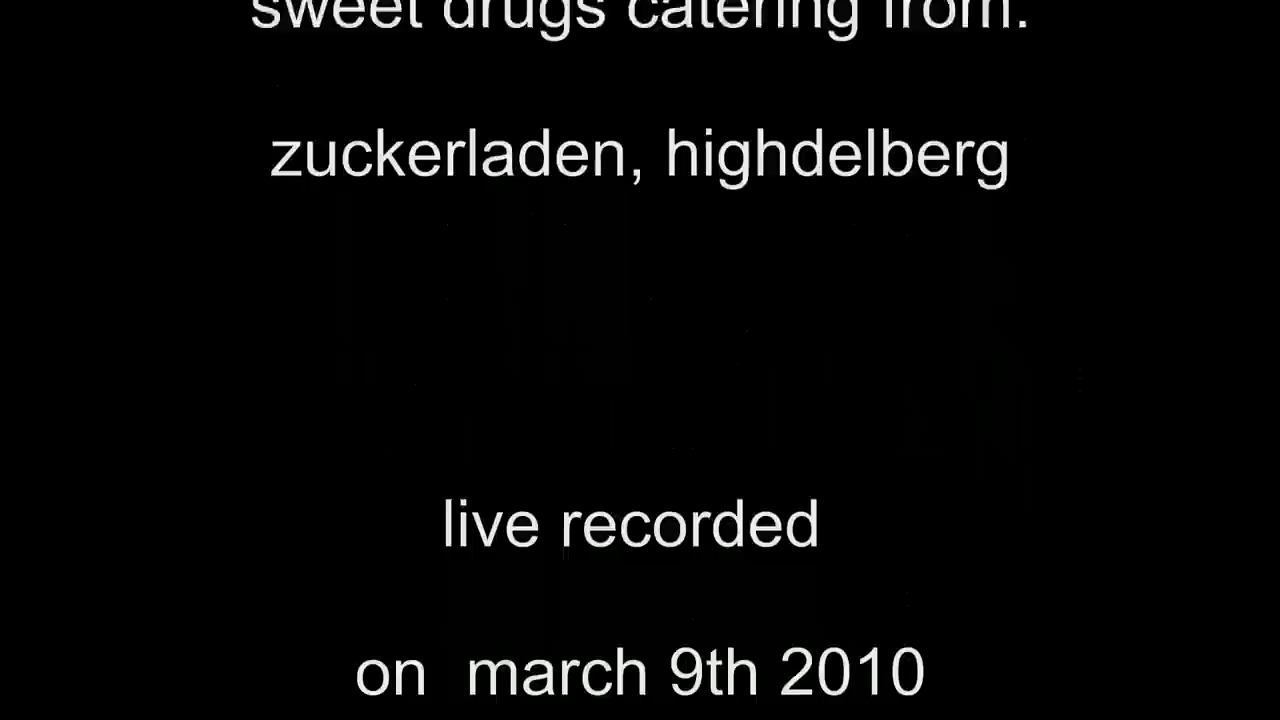 sweet drugs catering from:
zuckerladen, highdelberg
live recorded
on march 9th 2010